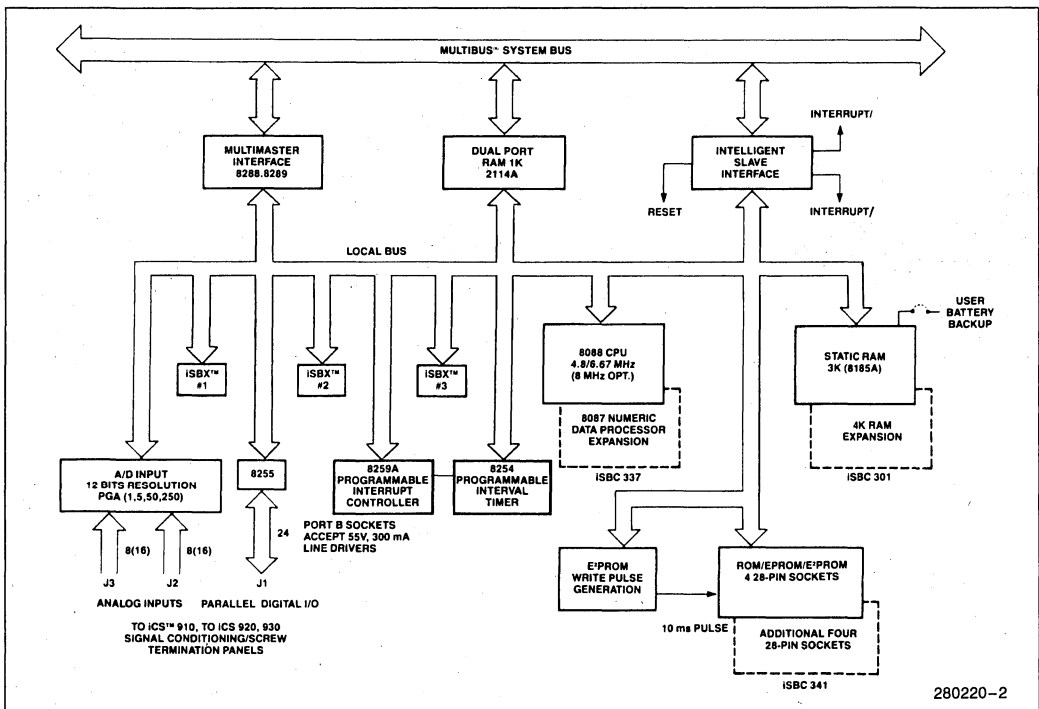 MULTIBUS™ SYSTEM BUS
MULTIMASTER
INTERFACE
8288.8289
DUAL PORT
RAM 1K
2114A
INTELLIGENT
SLAVE
INTERFACE
INTERRUPT/
RESET
INTERRUPT/
LOCAL BUS
iSBX™
#1
iSBX™
#2
iSBX™
#3
8088 CPU
4.8/6.67 MHz
(8 MHz OPT.)
8087 NUMERIC
DATA PROCESSOR
EXPANSION
iSBC 337
USER
BATTERY
BACKUP
STATIC RAM
3K (8185A)
4K RAM
EXPANSION
iSBC 301
A/D INPUT
12 BITS RESOLUTION
PGA (1,5,50,250)
8255
8259A
PROGRAMMABLE
INTERRUPT
CONTROLLER
8254
PROGRAMMABLE
INTERVAL
TIMER
8(16)
8(16)
24
PORT B SOCKETS
ACCEPT 55V, 300 mA
LINE DRIVERS
J3
J2
J1
ANALOG INPUTS
PARALLEL DIGITAL I/O
TO iCS™ 910, TO iCS 920, 930
SIGNAL CONDITIONING/SCREW
TERMINATION PANELS
E²PROM
WRITE PULSE
GENERATION
10 ms PULSE
ROM/EPROM/E²PROM
4 28-PIN SOCKETS
ADDITIONAL FOUR
28-PIN SOCKETS
iSBC 341
280220–2